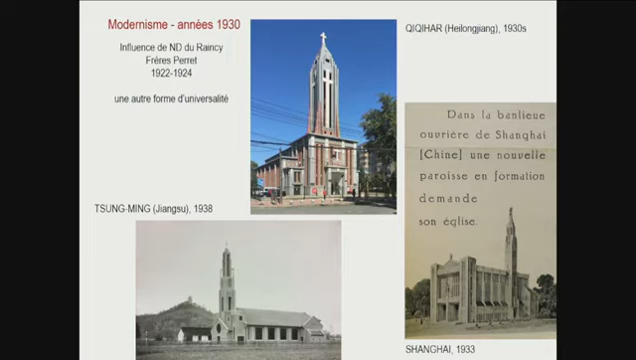 Modernisme - années 1930
Influence de ND du Raincy
Frères Perret
1922-1924
une autre forme d'universalité
QIQIHAR (Heilongjiang), 1930s
Dans la banlieue
ouvrière de Shanghai
[Chine] une nouvelle
paroisse en formation
demande
son église.
TSUNG-MING (Jiangsu), 1938
SHANGHAI, 1933